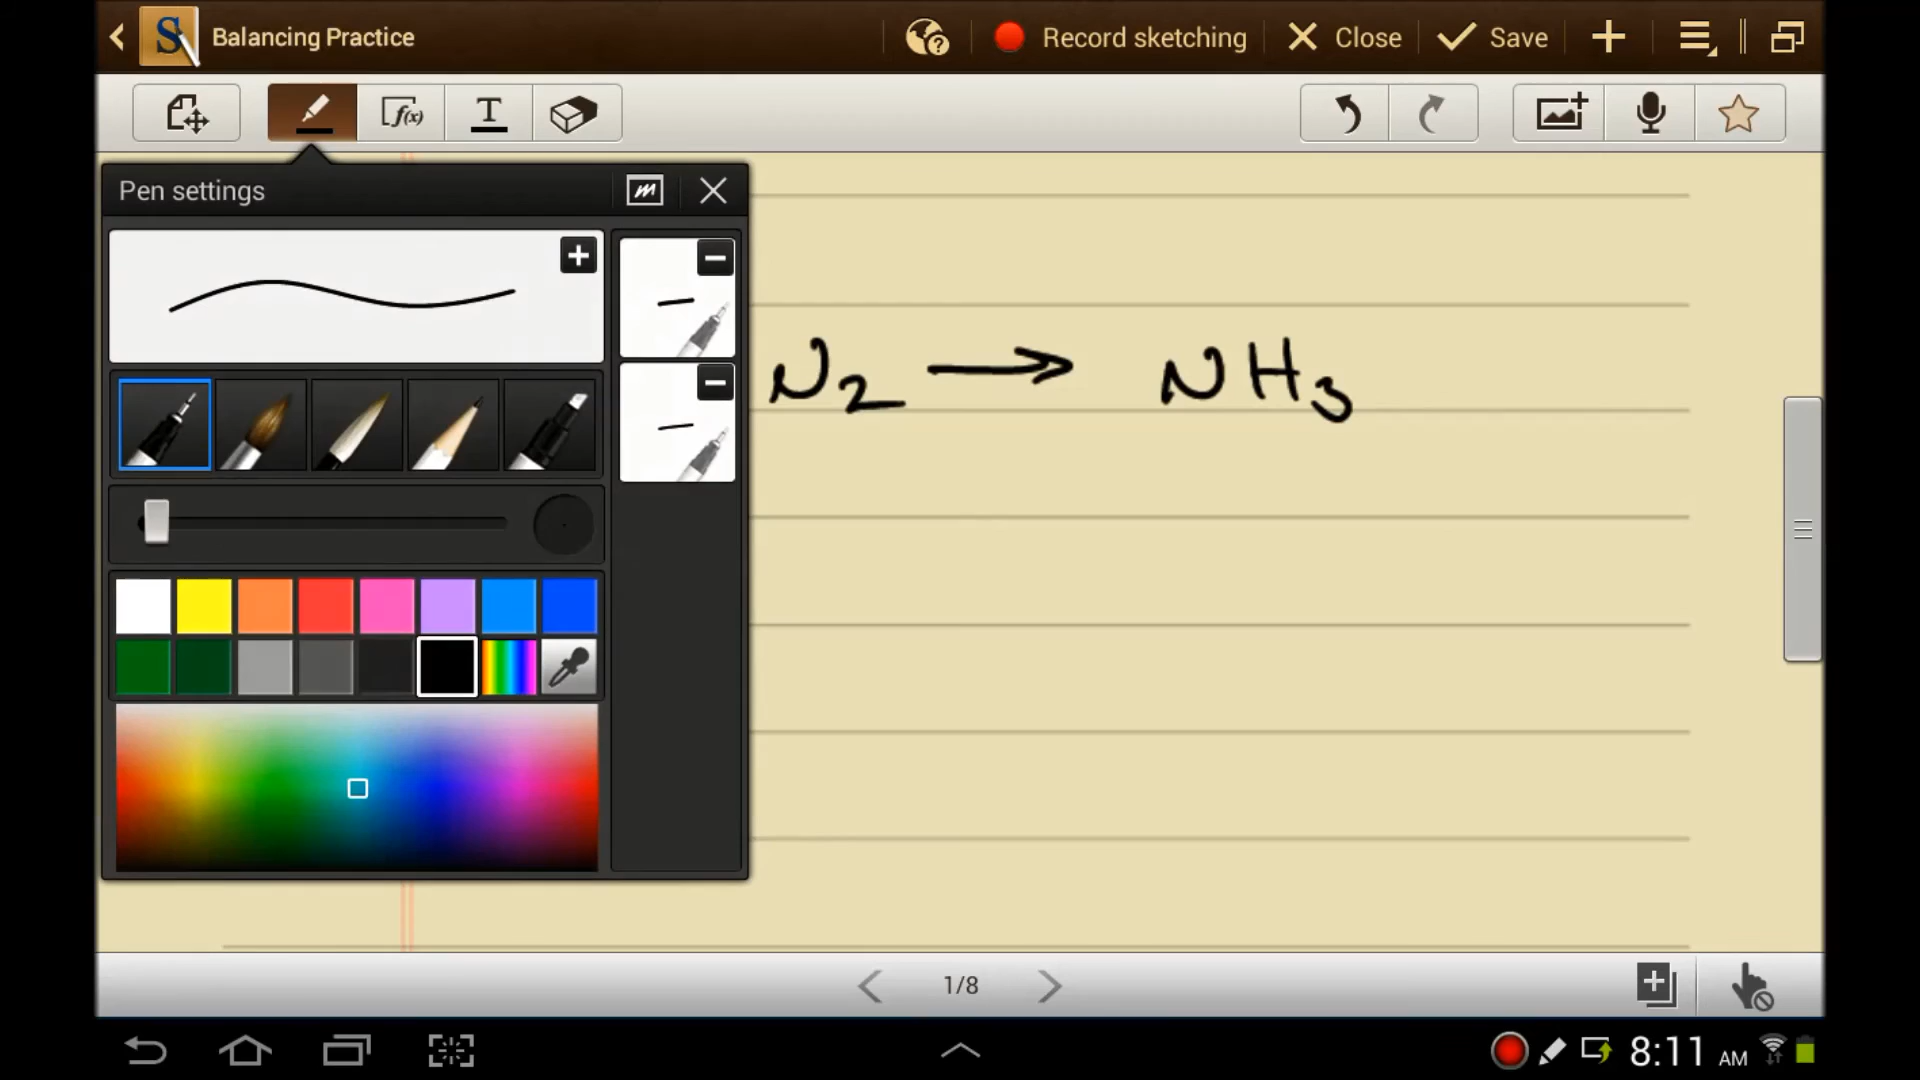 Balancing Practice Record sketching Close Save
f(x) T
Pen settings
N2 → NH3
1/8
8:11 AM